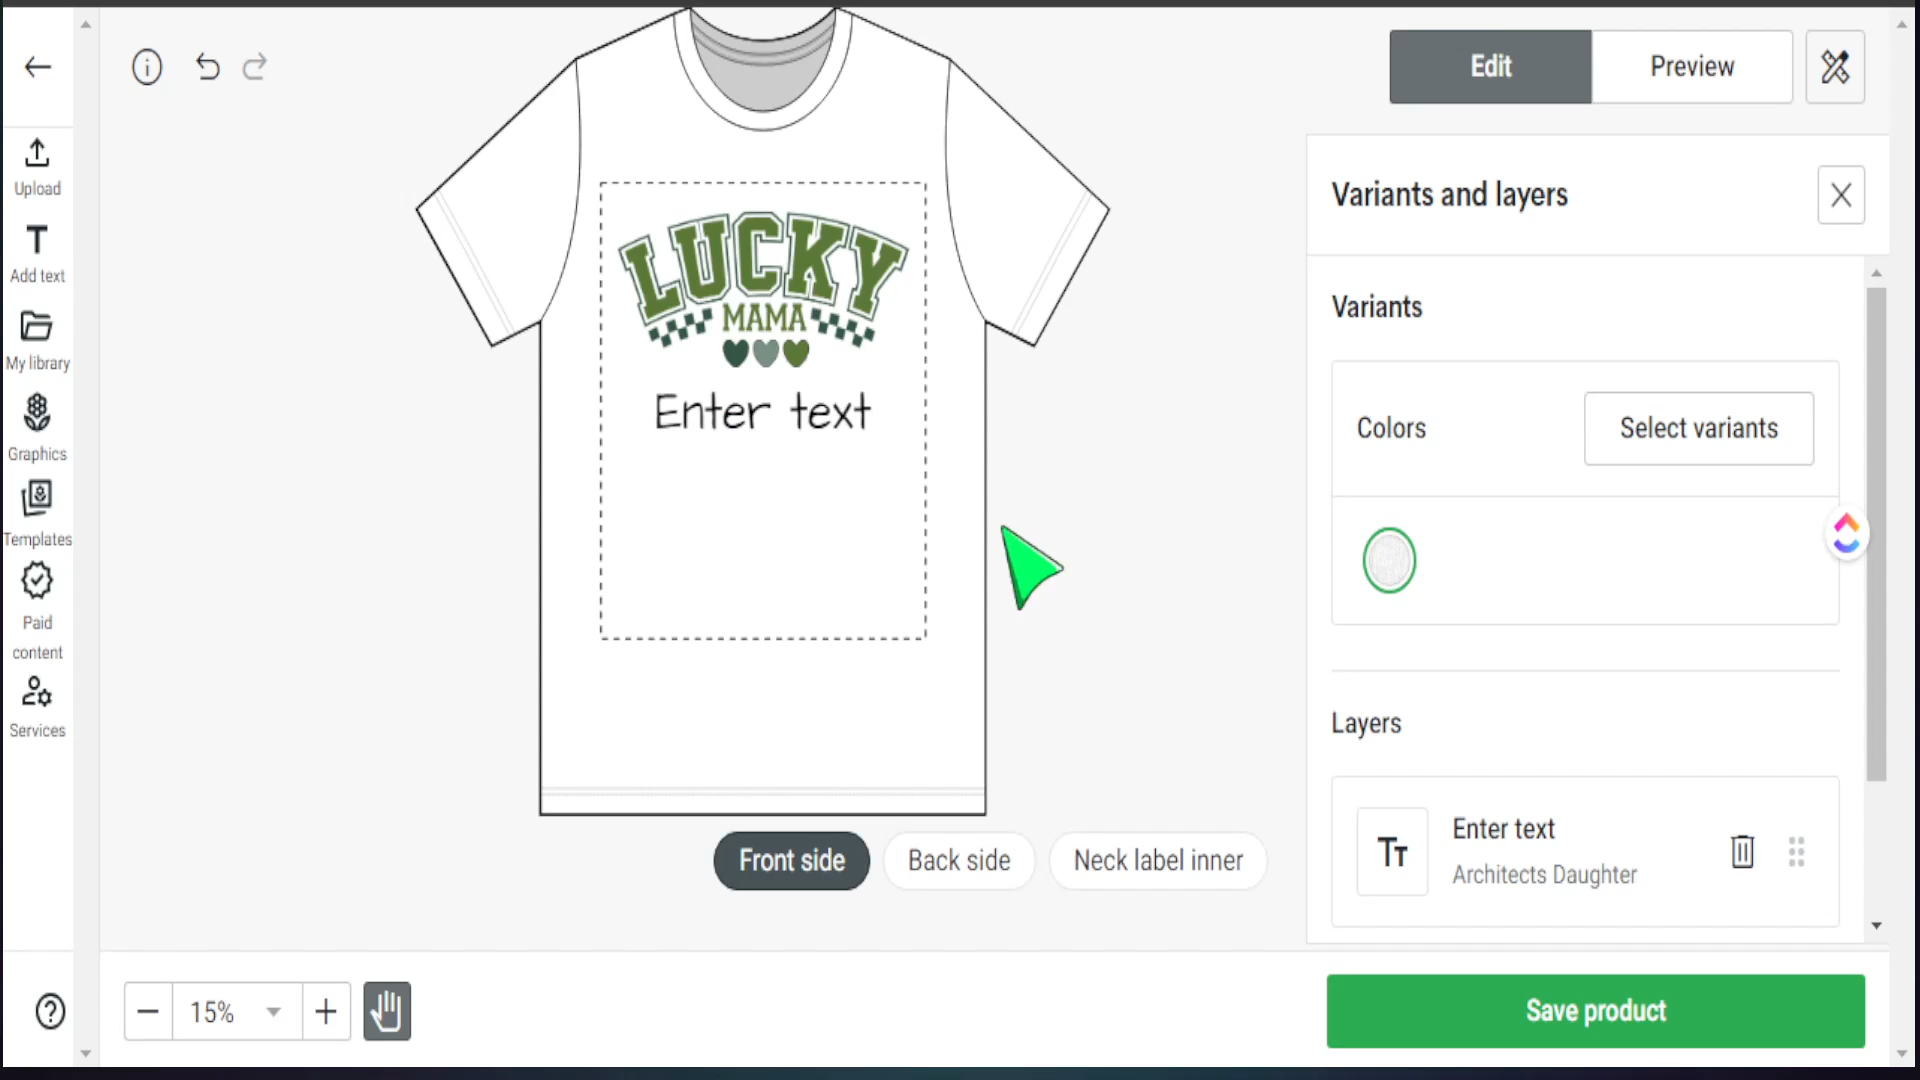 Edit
Preview
Upload
Add text
My library
Graphics
Templates
Paid
content
Services
LUCKY
MAMA
Enter text
Front side
Back side
Neck label inner
Variants and layers
Variants
Colors
Select variants
Layers
Tт
Enter text
Architects Daughter
15%
Save product